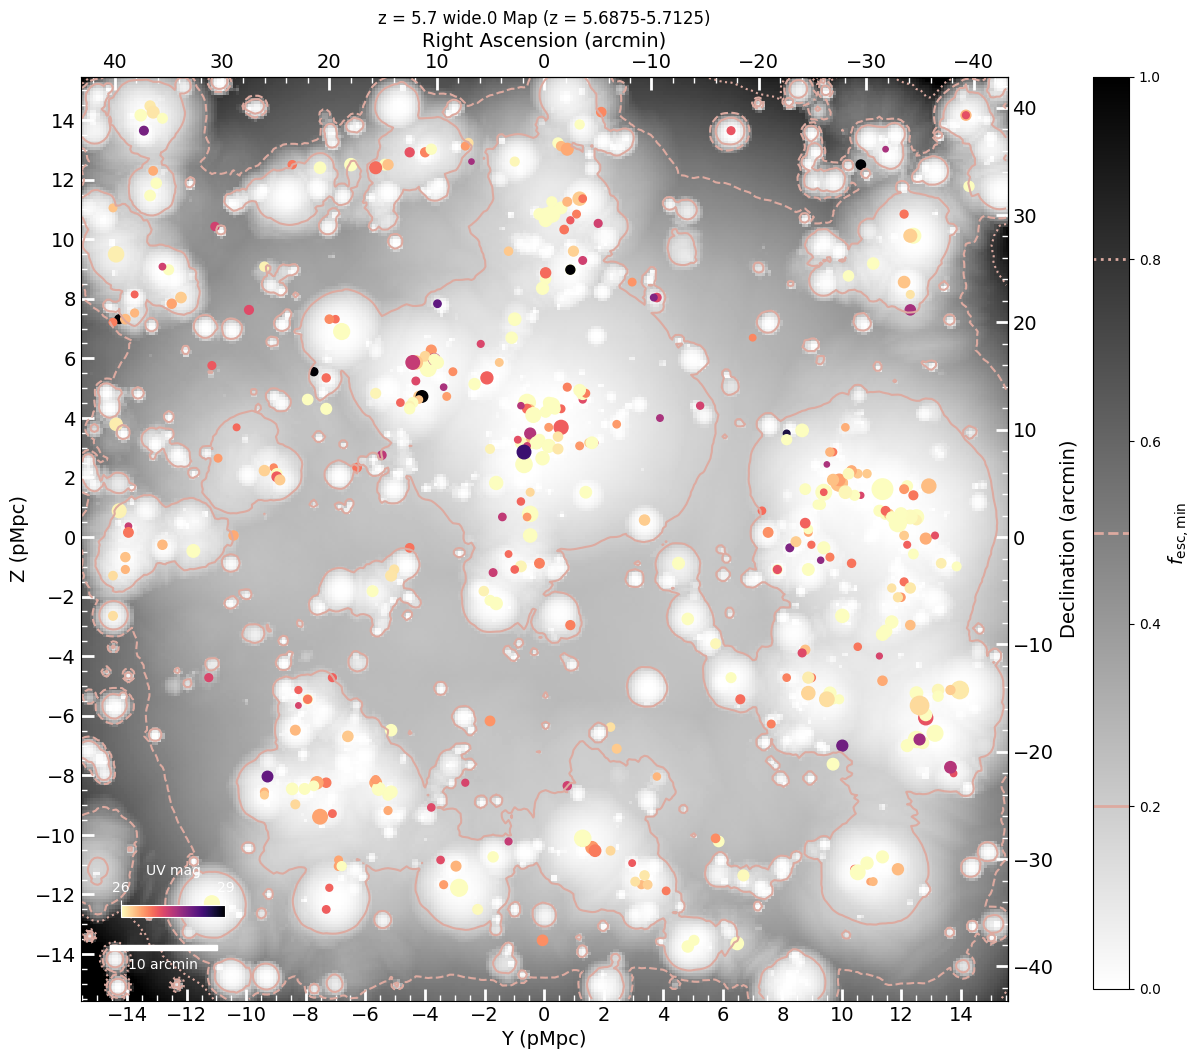 z = 5.7 wide.0 Map (z = 5.6875-5.7125)
Right Ascension (arcmin)
40 30 20 10 0 −10 −20 −30 −40
14 12 10 8 6 4 2 0 −2 −4 −6 −8 −10 −12 −14
Z (pMpc)
40 30 20 10 0 −10 −20 −30 −40
Declination (arcmin)
1.0 0.8 0.6 0.4 0.2 0.0
fesc,min
UV mag
26 29
10 arcmin
−14 −12 −10 −8 −6 −4 −2 0 2 4 6 8 10 12 14
Y (pMpc)